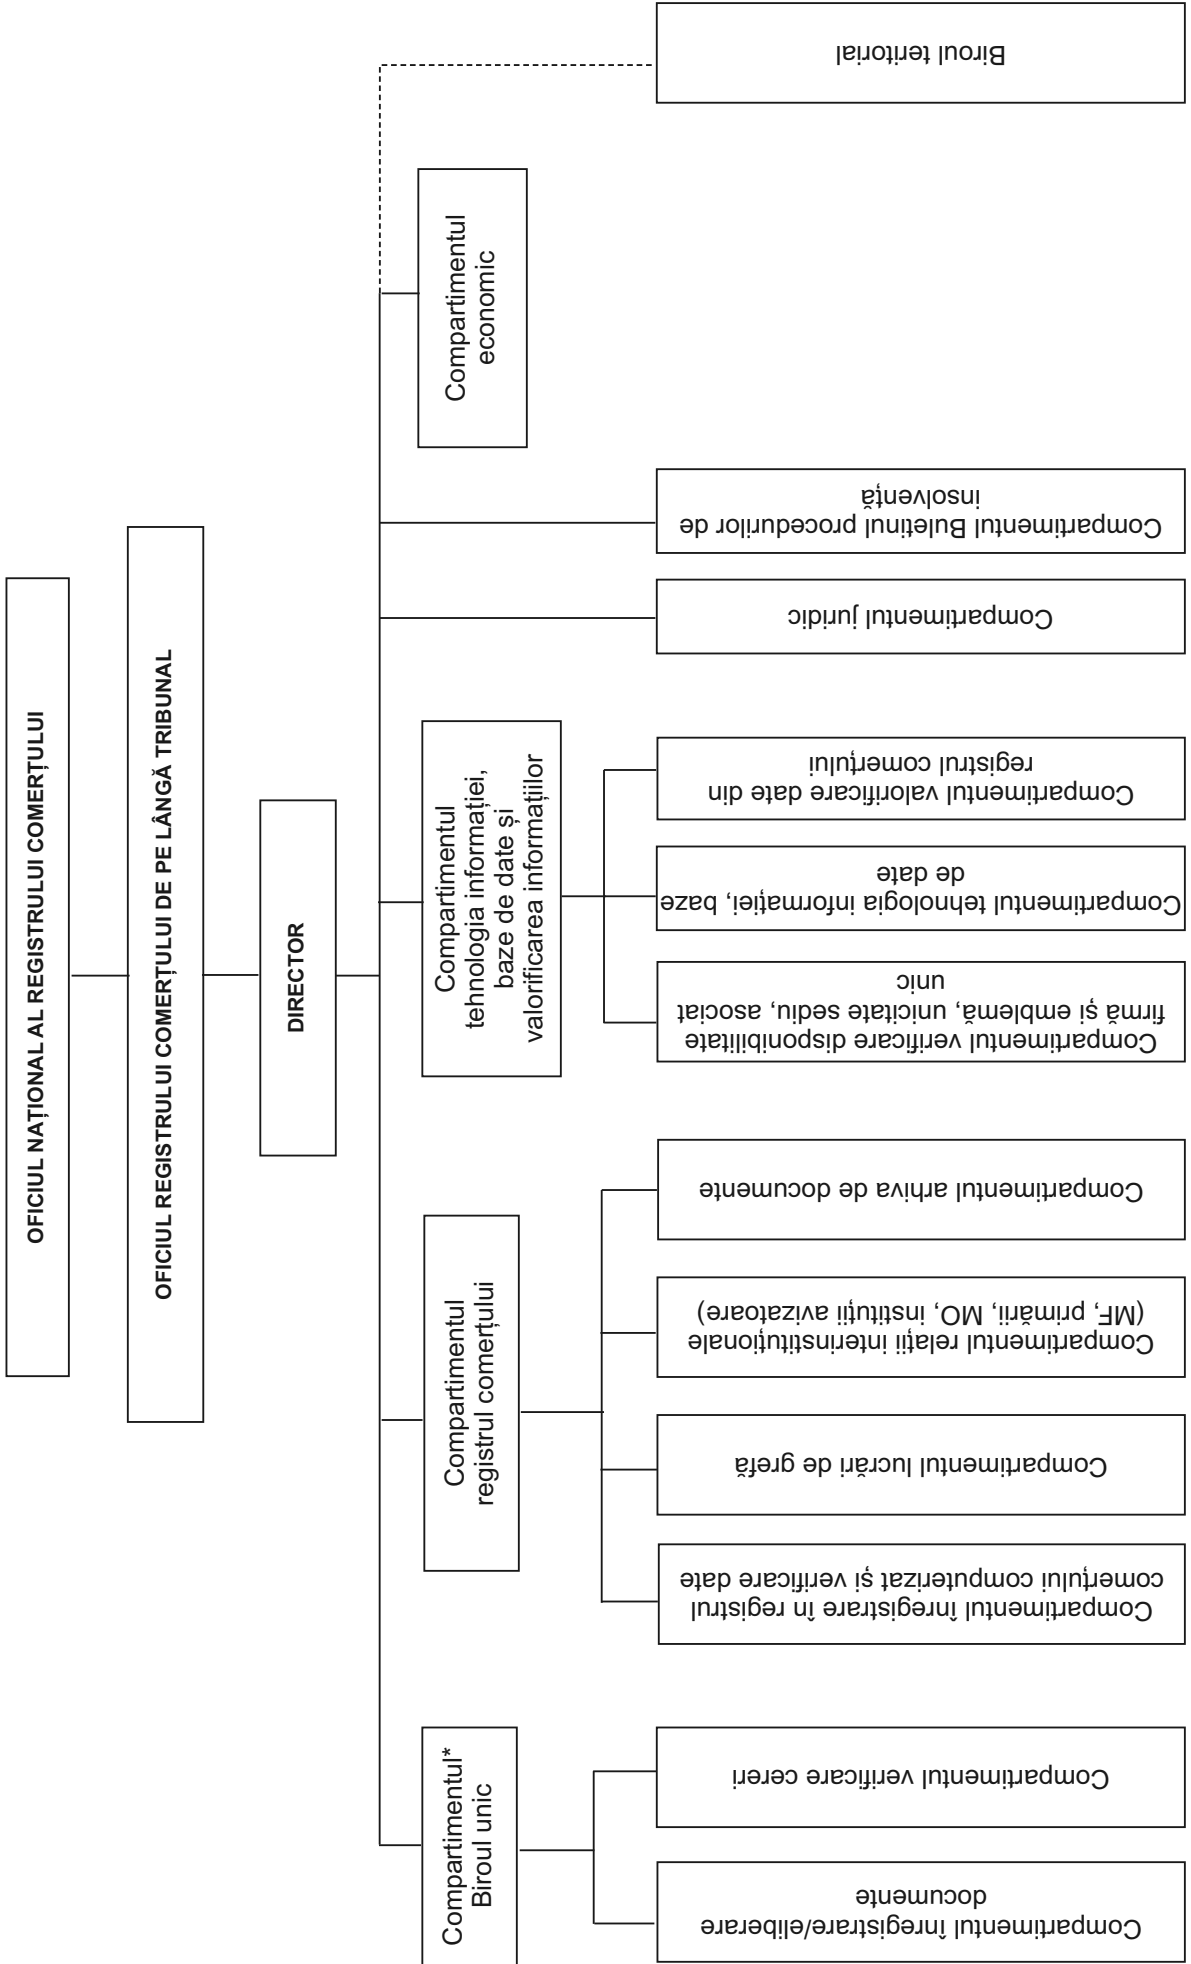 OFICIUL NAȚIONAL AL REGISTRULUI COMERȚULUI
OFICIUL REGISTRULUI COMERȚULUI DE PE LÂNGĂ TRIBUNAL
DIRECTOR
Compartimentul*
Biroul unic
Compartimentul
registrul comerțului
Compartimentul
tehnologia informației,
baze de date și
valorificarea informațiilor
Compartimentul
economic
Compartimentul înregistrare/eliberare
documente
Compartimentul verificare cereri
Compartimentul înregistrare în registrul
comerțului computerizat și verificare date
Compartimentul lucrări de grefă
Compartimentul relații interinstituționale
(MF, primării, MO, instituții avizatoare)
Compartimentul arhiva de documente
Compartimentul verificare disponibilitate
firmă și emblemă, unicitate sediu, asociat
unic
Compartimentul tehnologia informației, baze
de date
Compartimentul valorificare date din
registrul comerțului
Compartimentul juridic
Compartimentul Buletinul procedurilor de
insolvență
Biroul teritorial